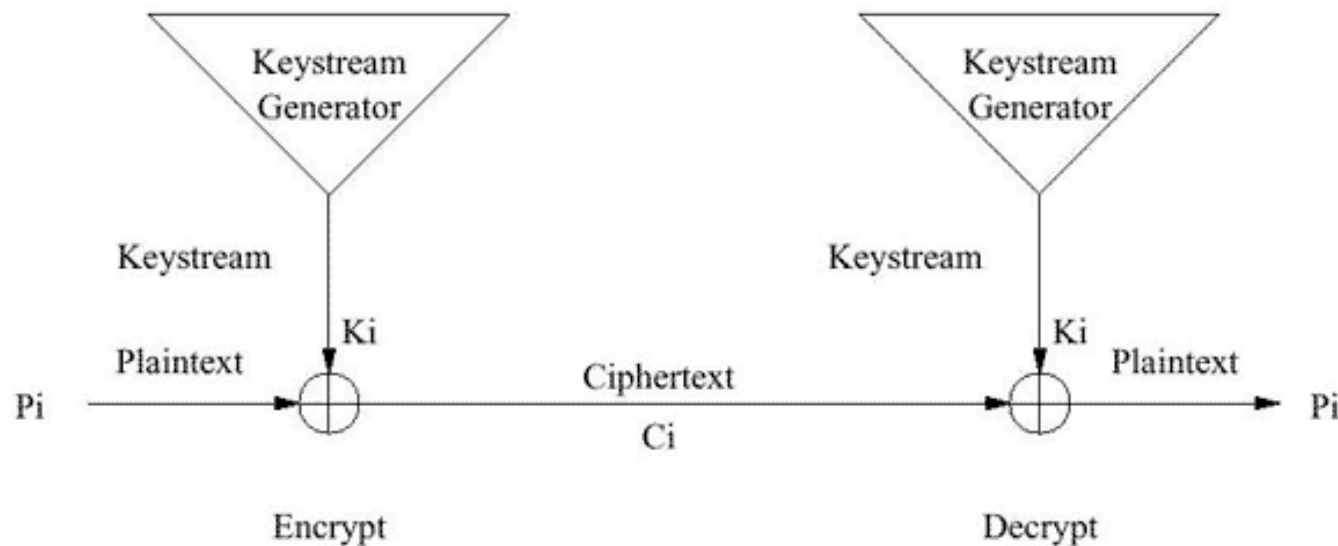 Keystream
Generator
Keystream
Generator
Keystream
Keystream
Ki
Ki
Plaintext
Ciphertext
Plaintext
Pi
Pi
Ci
Encrypt
Decrypt